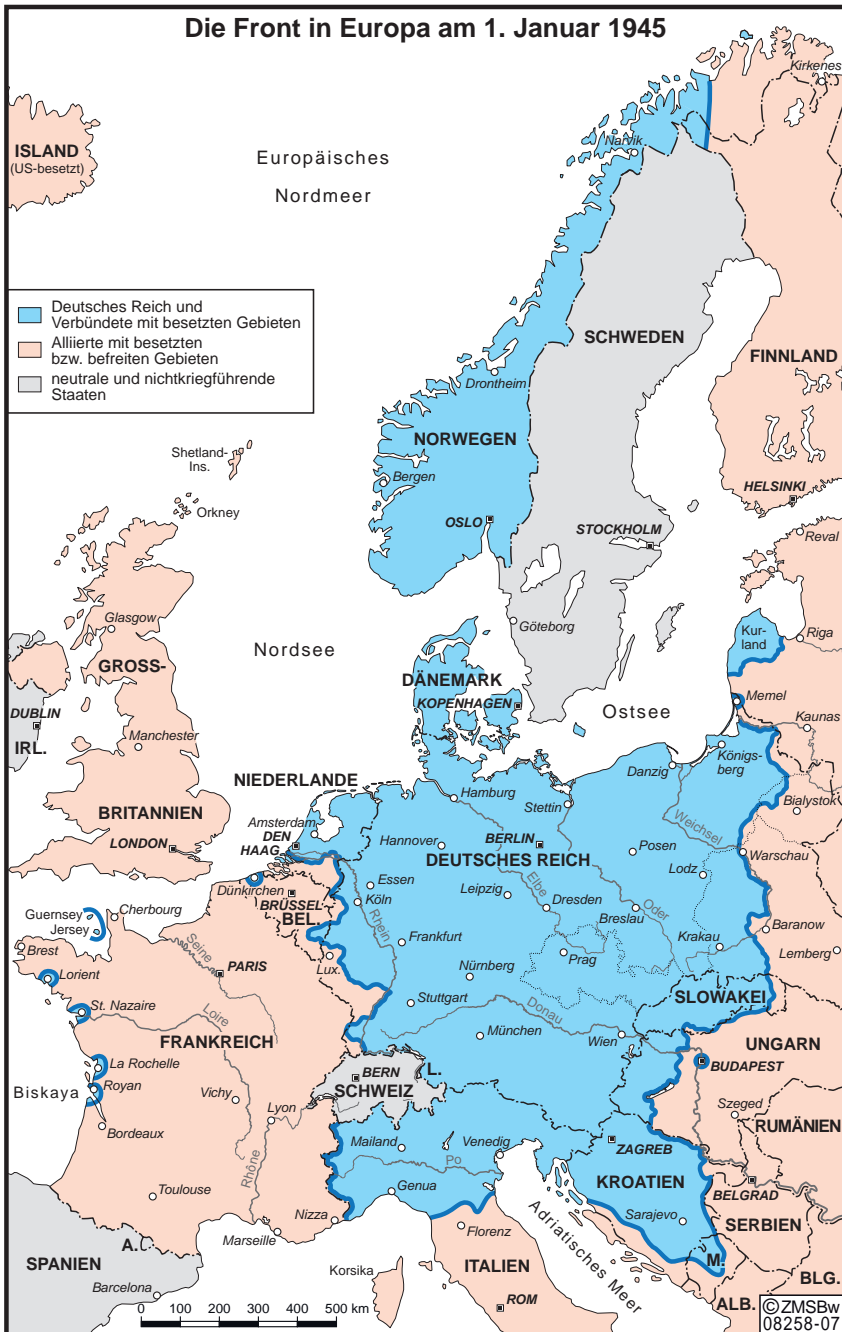 Die Front in Europa am 1. Januar 1945
Kirkenes
ISLAND
(US-besetzt)
Europäisches
Nordmeer
Narvik
Deutsches Reich und
Verbündete mit besetzten Gebieten
Alliierte mit besetzten
bzw. befreiten Gebieten
neutrale und nichtkriegführende
Staaten
SCHWEDEN
FINNLAND
Drontheim
NORWEGEN
Shetland-
Ins.
Bergen
HELSINKI
Orkney
OSLO
STOCKHOLM
Reval
Glasgow
Göteborg
Kur-
land
Riga
Nordsee
GROSS-
DÄNEMARK
KOPENHAGEN
Memel
DUBLIN
Ostsee
IRL.
Manchester
Kaunas
Königs-
berg
Danzig
NIEDERLANDE
Hamburg
Stettin
Bialystok
BRITANNIEN
Amsterdam
DEN
HAAG
Weichsel
LONDON
Hannover
BERLIN
Posen
Warschau
DEUTSCHES REICH
Lodz
Dünkirchen
Essen
Leipzig
Elbe
Dresden
Oder
BRÜSSEL
Köln
Breslau
BEL.
Guernsey
Jersey
Cherbourg
Rhein
Baranow
Frankfurt
Krakau
Lemberg
Brest
Seine
PARIS
Lux.
Prag
Lorient
Nürnberg
SLOWAKEI
St. Nazaire
Loire
Stuttgart
Donau
FRANKREICH
München
Wien
UNGARN
La Rochelle
BERN
L.
BUDAPEST
Biskaya
Royan
SCHWEIZ
Vichy
Lyon
Szeged
RUMÄNIEN
Bordeaux
Mailand
Venedig
ZAGREB
Rhône
Po
KROATIEN
BELGRAD
Toulouse
Genua
Nizza
Sarajevo
SERBIEN
Marseille
Florenz
Adriatisches Meer
A.
M.
SPANIEN
Korsika
ITALIEN
BLG.
Barcelona
ROM
ALB.
0 100 200 300 400 500 km
©ZMSBw
08258-07